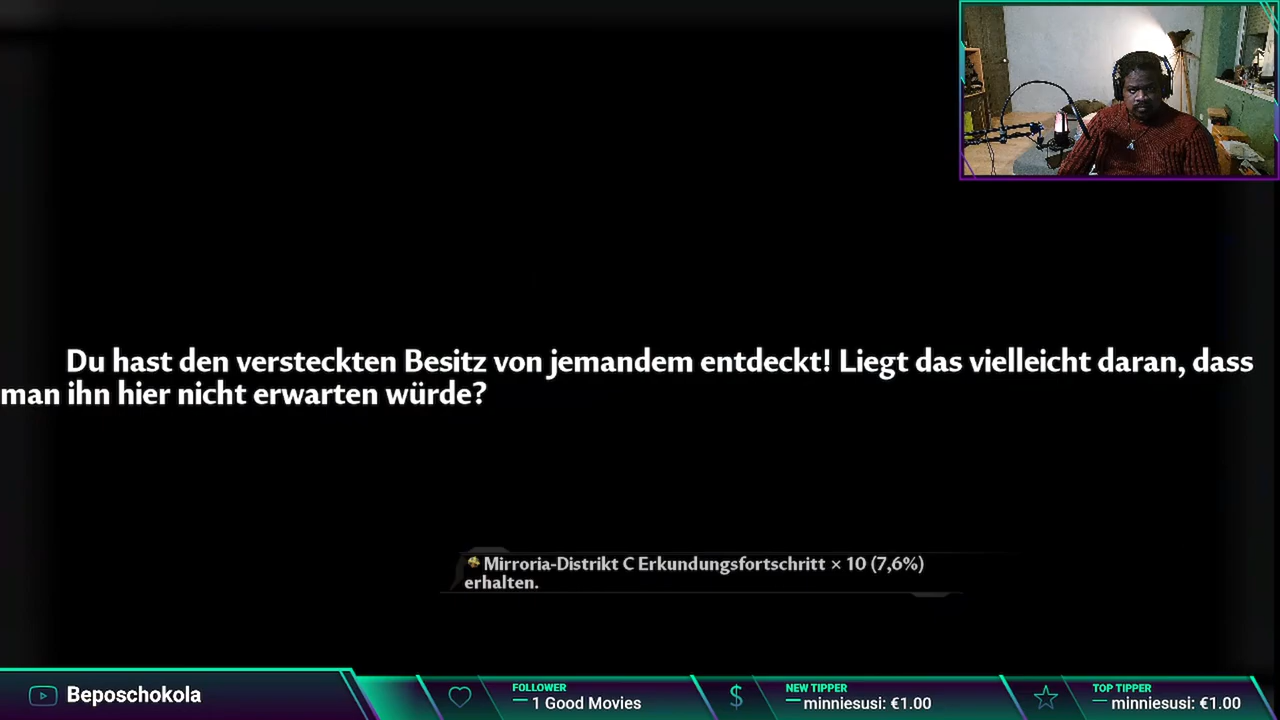 Du hast den versteckten Besitz von jemandem entdeckt! Liegt das vielleicht daran, dass
man ihn hier nicht erwarten würde?
Mirroria-Distrikt C Erkundungsfortschritt × 10 (7,6%)
erhalten.
Beposchokola
FOLLOWER
1 Good Movies
$
NEW TIPPER
minniesusi: €1.00
TOP TIPPER
minniesusi: €1.00